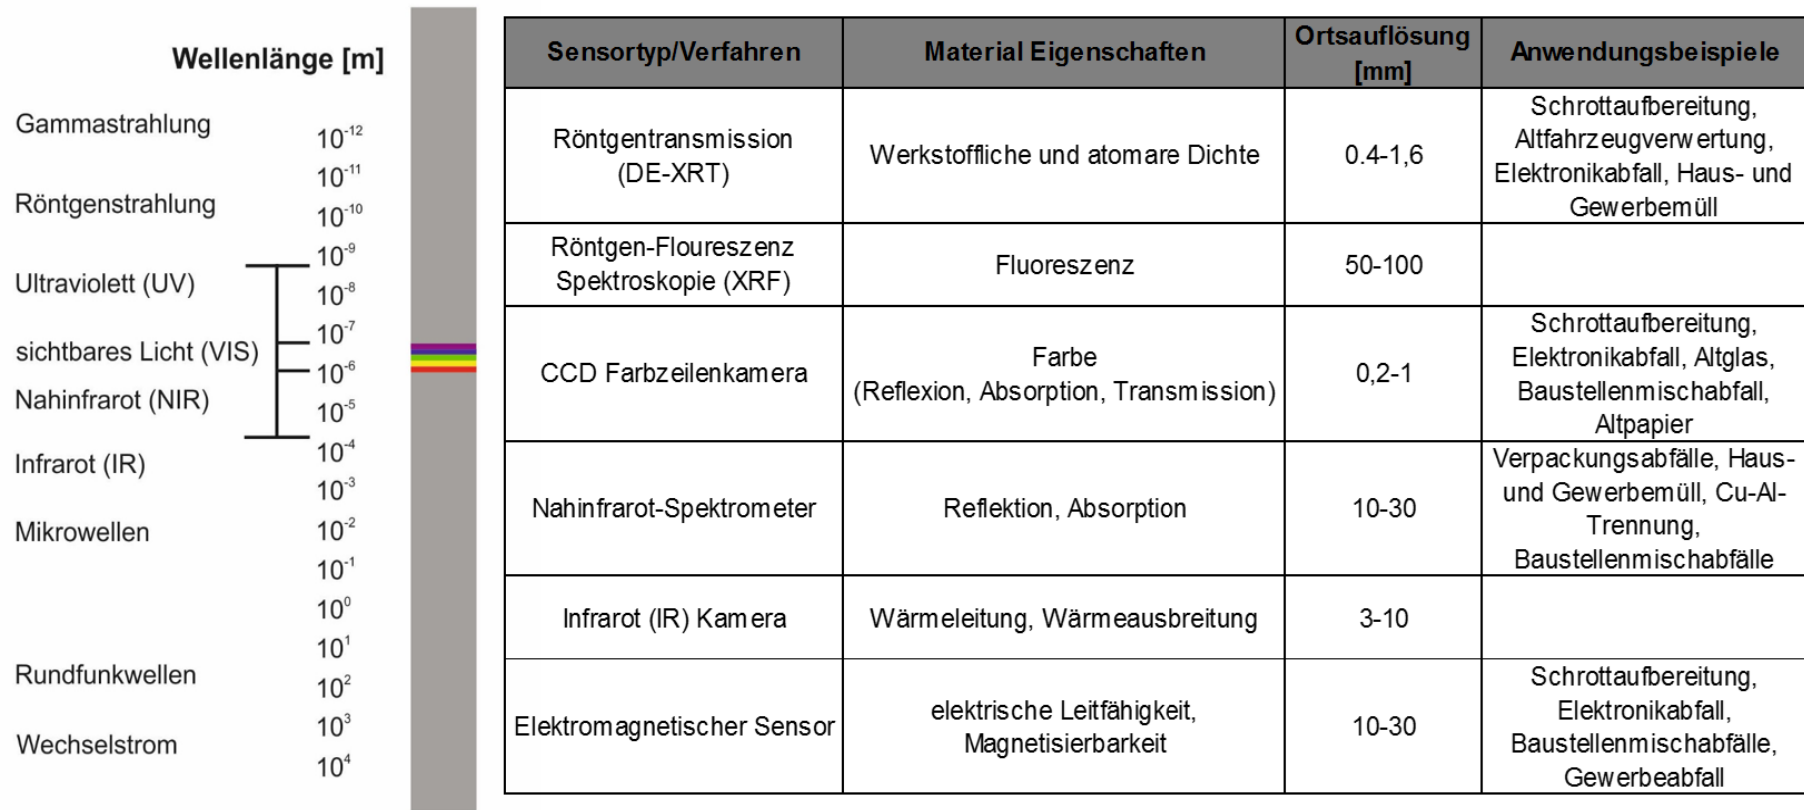 Wellenlänge [m]
Gammastrahlung
10⁻¹²
10⁻¹¹
Röntgenstrahlung
10⁻¹⁰
10⁻⁹
Ultraviolett (UV)
10⁻⁸
10⁻⁷
sichtbares Licht (VIS)
10⁻⁶
Nahinfrarot (NIR)
10⁻⁵
10⁻⁴
Infrarot (IR)
10⁻³
Mikrowellen
10⁻²
10⁻¹
10⁰
10¹
Rundfunkwellen
10²
10³
Wechselstrom
10⁴
Sensortyp/Verfahren
Material Eigenschaften
Ortsauflösung
[mm]
Anwendungsbeispiele
Röntgentransmission
(DE-XRT)
Werkstoffliche und atomare Dichte
0.4-1,6
Schrottaufbereitung,
Altfahrzeugverwertung,
Elektronikabfall, Haus- und
Gewerbemüll
Röntgen-Floureszenz
Spektroskopie (XRF)
Fluoreszenz
50-100
CCD Farbzeilenkamera
Farbe
(Reflexion, Absorption, Transmission)
0,2-1
Schrottaufbereitung,
Elektronikabfall, Altglas,
Baustellenmischabfall,
Altpapier
Nahinfrarot-Spektrometer
Reflektion, Absorption
10-30
Verpackungsabfälle, Haus-
und Gewerbemüll, Cu-Al-
Trennung,
Baustellenmischabfälle
Infrarot (IR) Kamera
Wärmeleitung, Wärmeausbreitung
3-10
Elektromagnetischer Sensor
elektrische Leitfähigkeit,
Magnetisierbarkeit
10-30
Schrottaufbereitung,
Elektronikabfall,
Baustellenmischabfälle,
Gewerbeabfall